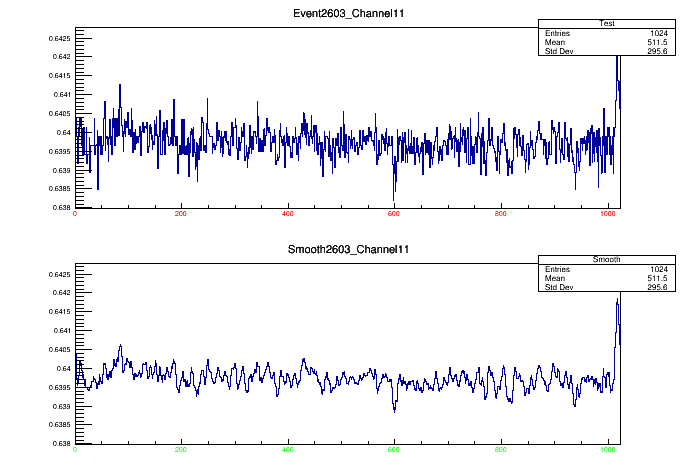 Event2603_Channel11
Test
Entries 1024
Mean 511.5
Std Dev 295.6
0.6425
0.642
0.6415
0.641
0.6405
0.64
0.6395
0.639
0.6385
0.638
0 200 400 600 800 1000
Smooth2603_Channel11
Smooth
Entries 1024
Mean 511.5
Std Dev 295.6
0.6425
0.642
0.6415
0.641
0.6405
0.64
0.6395
0.639
0.6385
0.638
0 200 400 600 800 1000